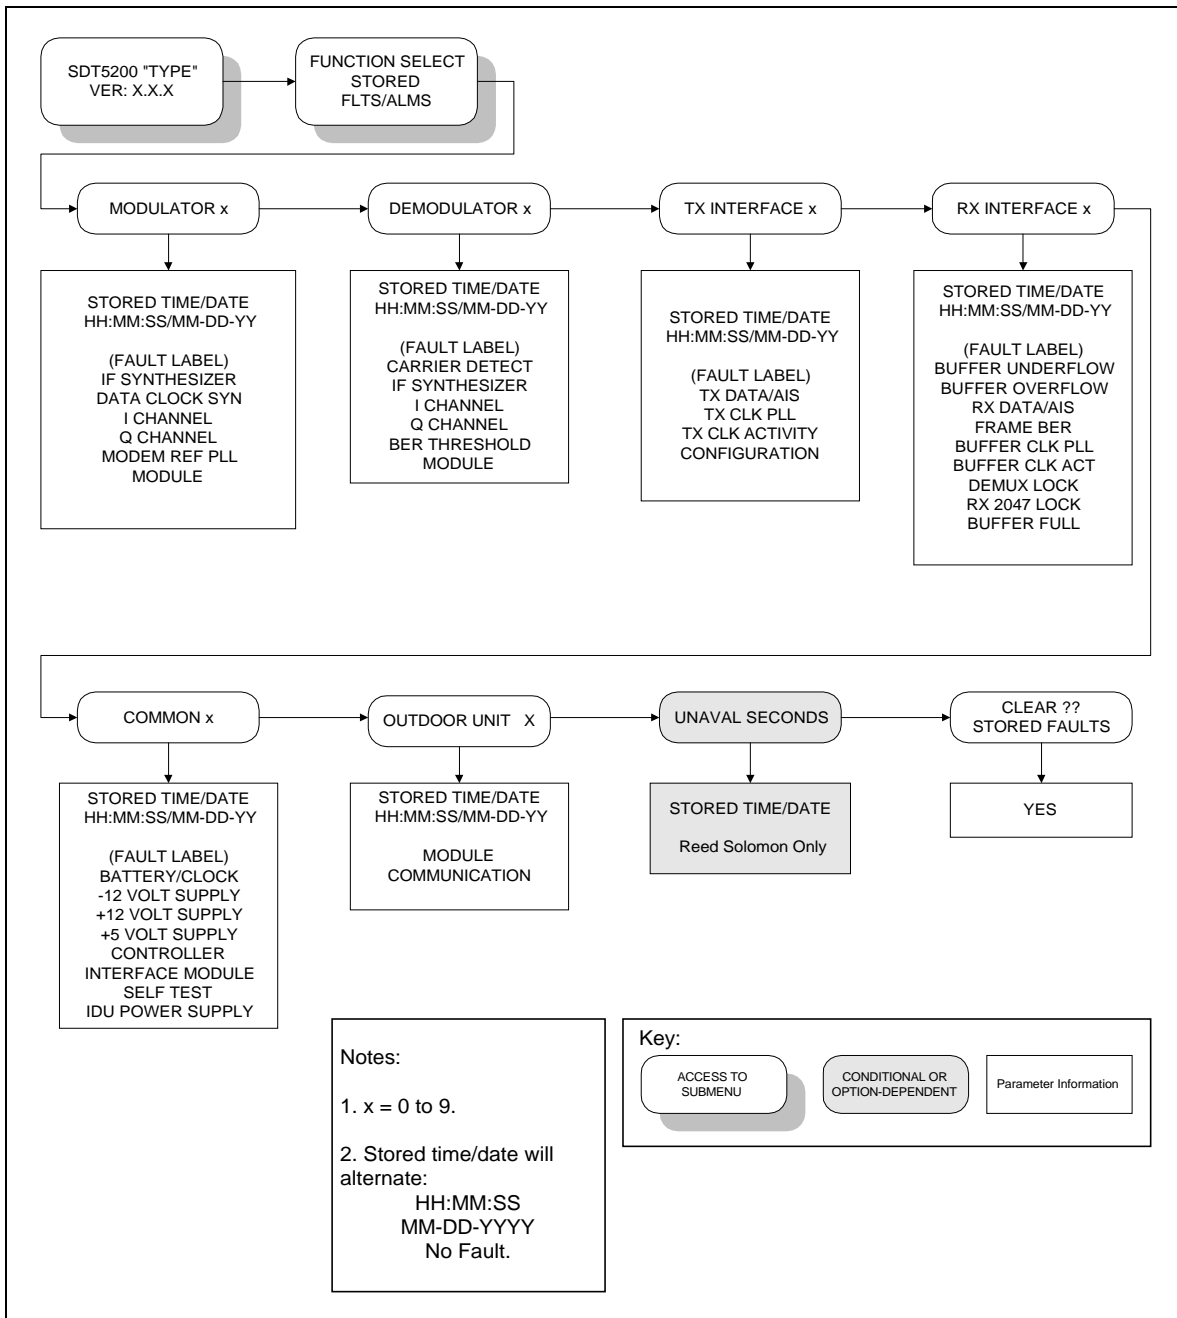 SDT5200 "TYPE"
VER: X.X.X
FUNCTION SELECT
STORED
FLTS/ALMS
MODULATOR x
DEMODULATOR x
TX INTERFACE x
RX INTERFACE x
STORED TIME/DATE
HH:MM:SS/MM-DD-YY
(FAULT LABEL)
IF SYNTHESIZER
DATA CLOCK SYN
I CHANNEL
Q CHANNEL
MODEM REF PLL
MODULE
STORED TIME/DATE
HH:MM:SS/MM-DD-YY
(FAULT LABEL)
CARRIER DETECT
IF SYNTHESIZER
I CHANNEL
Q CHANNEL
BER THRESHOLD
MODULE
STORED TIME/DATE
HH:MM:SS/MM-DD-YY
(FAULT LABEL)
TX DATA/AIS
TX CLK PLL
TX CLK ACTIVITY
CONFIGURATION
STORED TIME/DATE
HH:MM:SS/MM-DD-YY
(FAULT LABEL)
BUFFER UNDERFLOW
BUFFER OVERFLOW
RX DATA/AIS
FRAME BER
BUFFER CLK PLL
BUFFER CLK ACT
DEMUX LOCK
RX 2047 LOCK
BUFFER FULL
COMMON x
OUTDOOR UNIT X
UNAVAL SECONDS
CLEAR ??
STORED FAULTS
STORED TIME/DATE
HH:MM:SS/MM-DD-YY
(FAULT LABEL)
BATTERY/CLOCK
-12 VOLT SUPPLY
+12 VOLT SUPPLY
+5 VOLT SUPPLY
CONTROLLER
INTERFACE MODULE
SELF TEST
IDU POWER SUPPLY
STORED TIME/DATE
HH:MM:SS/MM-DD-YY
MODULE
COMMUNICATION
STORED TIME/DATE
Reed Solomon Only
YES
Notes:
1. x = 0 to 9.
2. Stored time/date will
alternate:
HH:MM:SS
MM-DD-YYYY
No Fault.
Key:
ACCESS TO
SUBMENU
CONDITIONAL OR
OPTION-DEPENDENT
Parameter Information